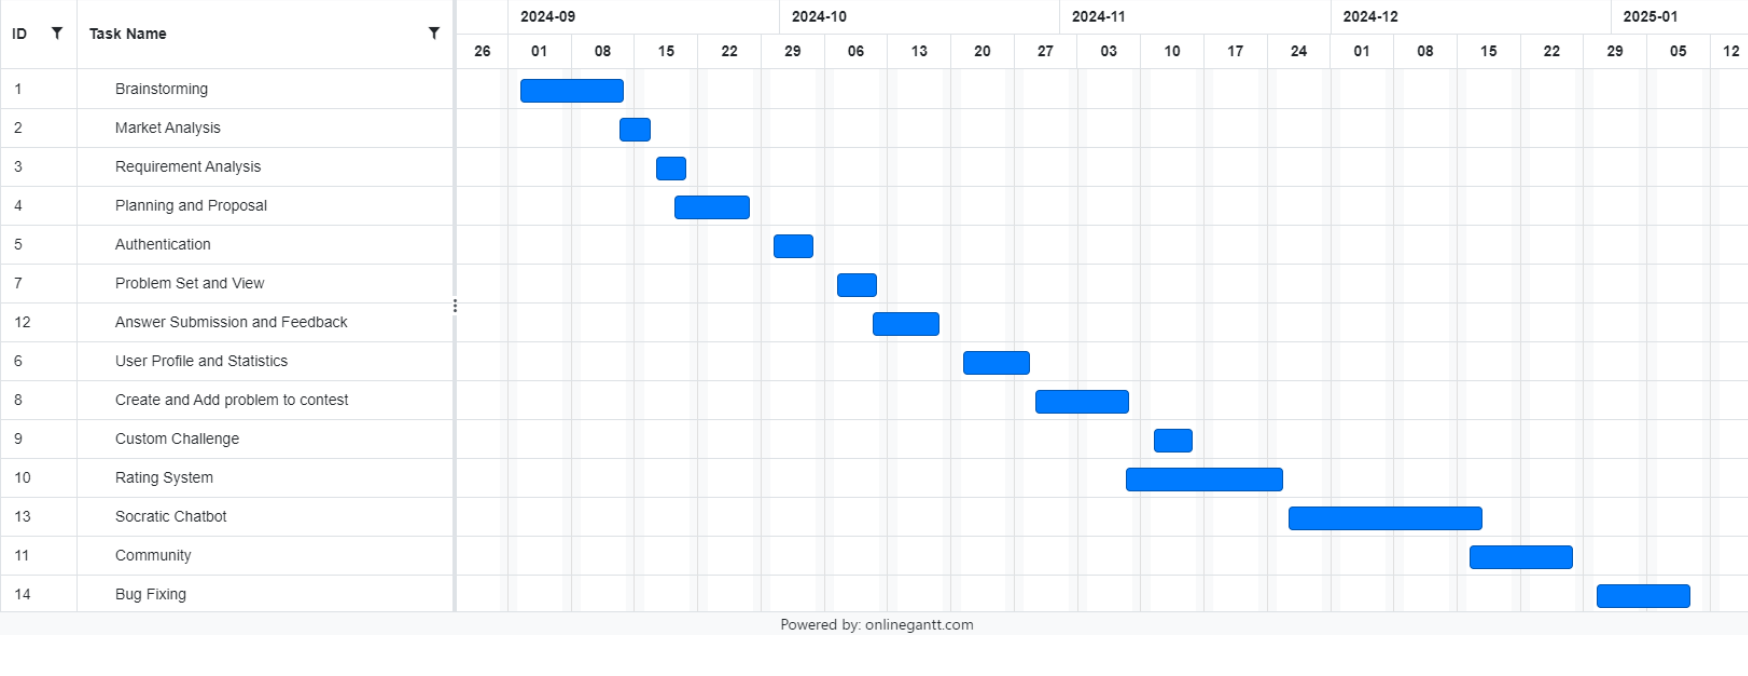 2024-09 2024-10 2024-11 2024-12 2025-01
ID Task Name
26 01 08 15 22 29 06 13 20 27 03 10 17 24 01 08 15 22 29 05 12
1 Brainstorming
2 Market Analysis
3 Requirement Analysis
4 Planning and Proposal
5 Authentication
7 Problem Set and View
12 Answer Submission and Feedback
6 User Profile and Statistics
8 Create and Add problem to contest
9 Custom Challenge
10 Rating System
13 Socratic Chatbot
11 Community
14 Bug Fixing
Powered by: onlinegantt.com